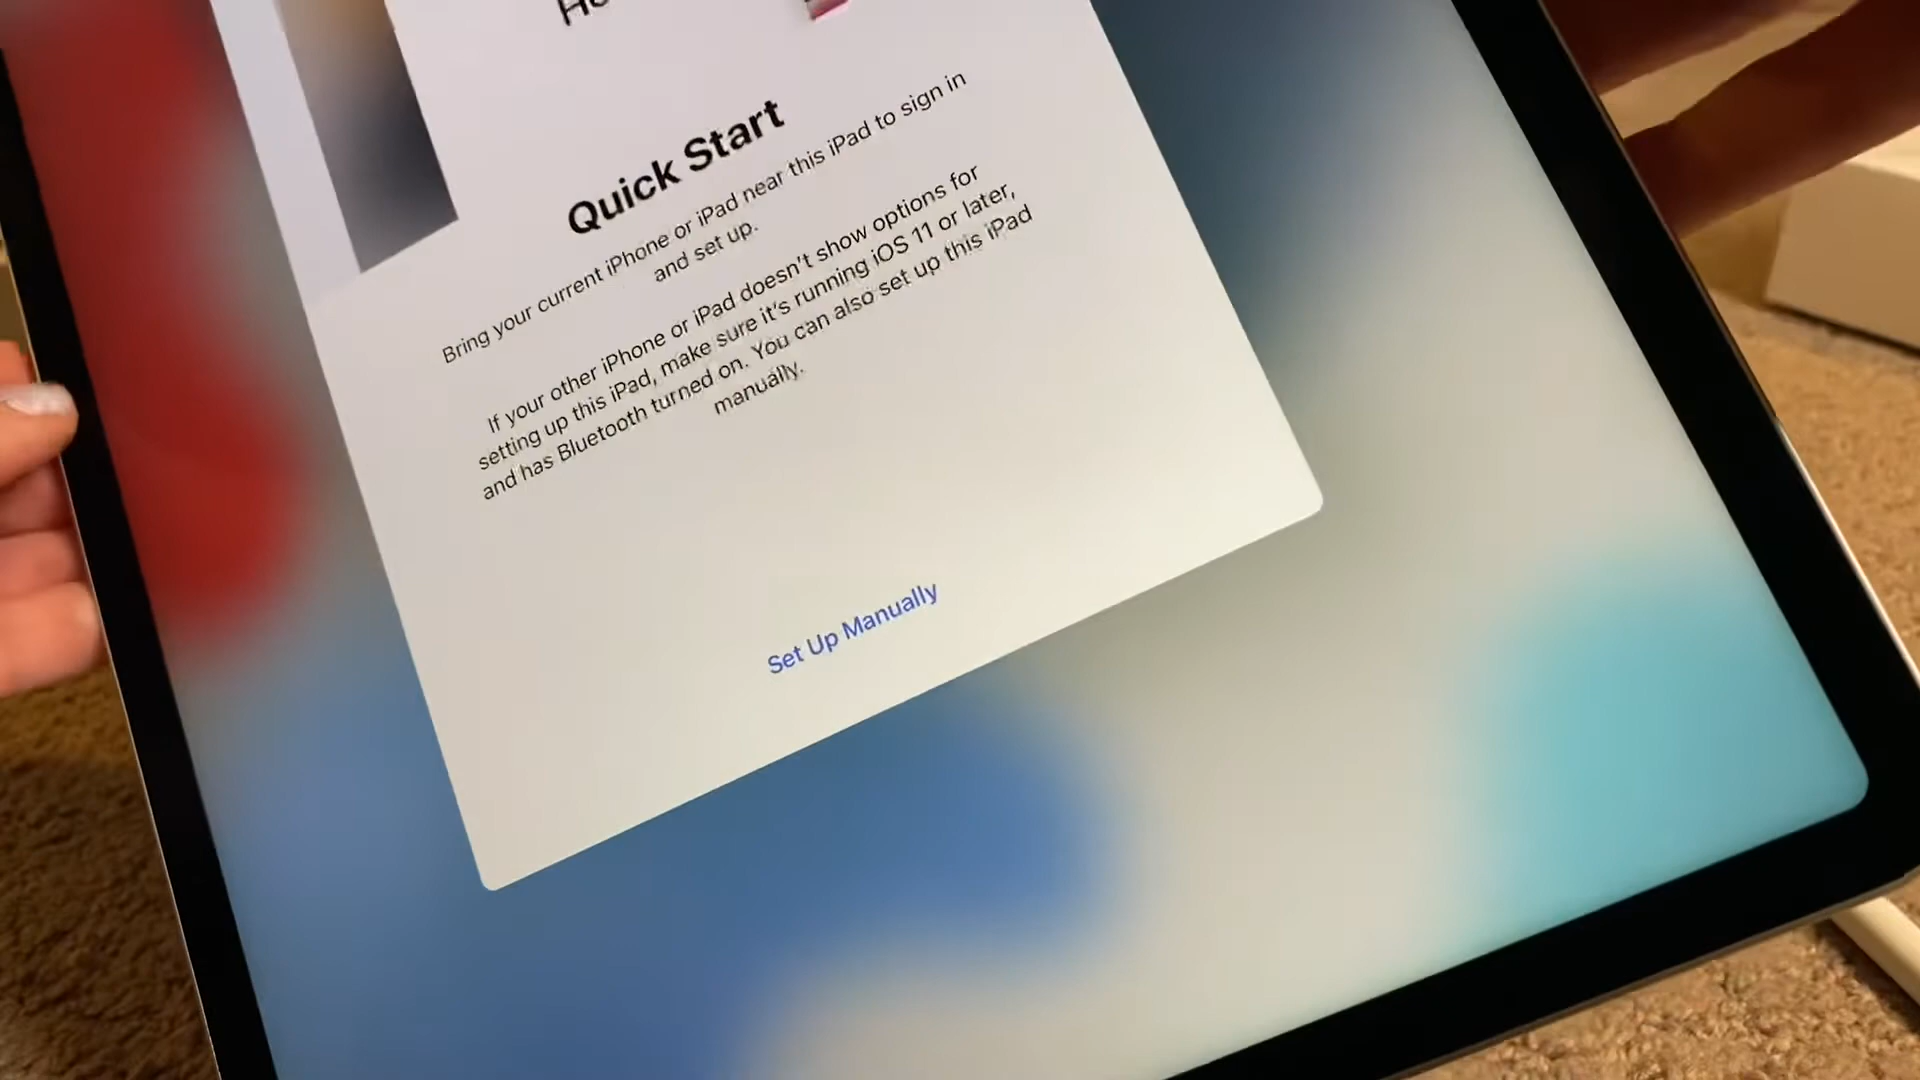 Quick Start
Bring your current iPhone or iPad near this iPad to sign in
and set up.
If your other iPhone or iPad doesn't show options for
setting up this iPad, make sure it's running iOS 11 or later,
and has Bluetooth turned on. You can also set up this iPad
manually.
Set Up Manually